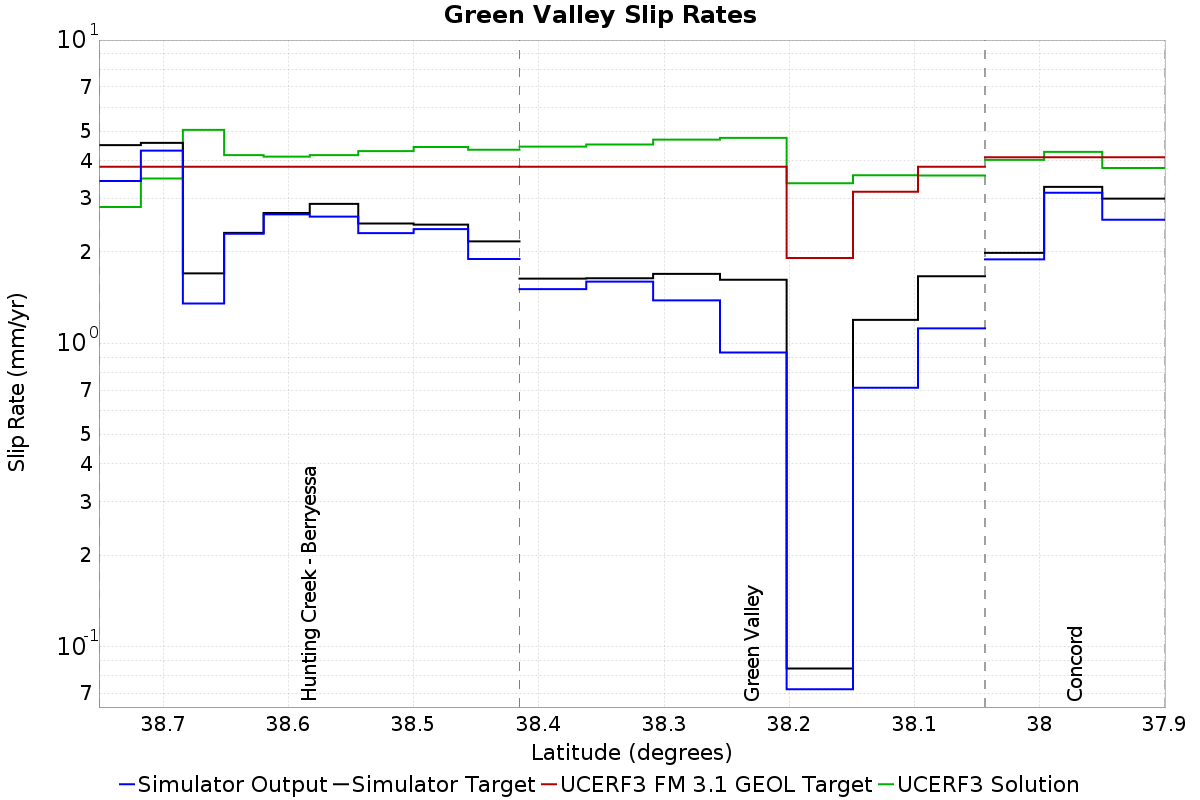 Green Valley Slip Rates
Slip Rate (mm/yr)
10^1
7
5
4
3
2
10^0
7
5
4
3
2
10^-1
7
Hunting Creek - Berryessa
Green Valley
Concord
38.7 38.6 38.5 38.4 38.3 38.2 38.1 38 37.9
Latitude (degrees)
Simulator Output Simulator Target UCERF3 FM 3.1 GEOL Target UCERF3 Solution